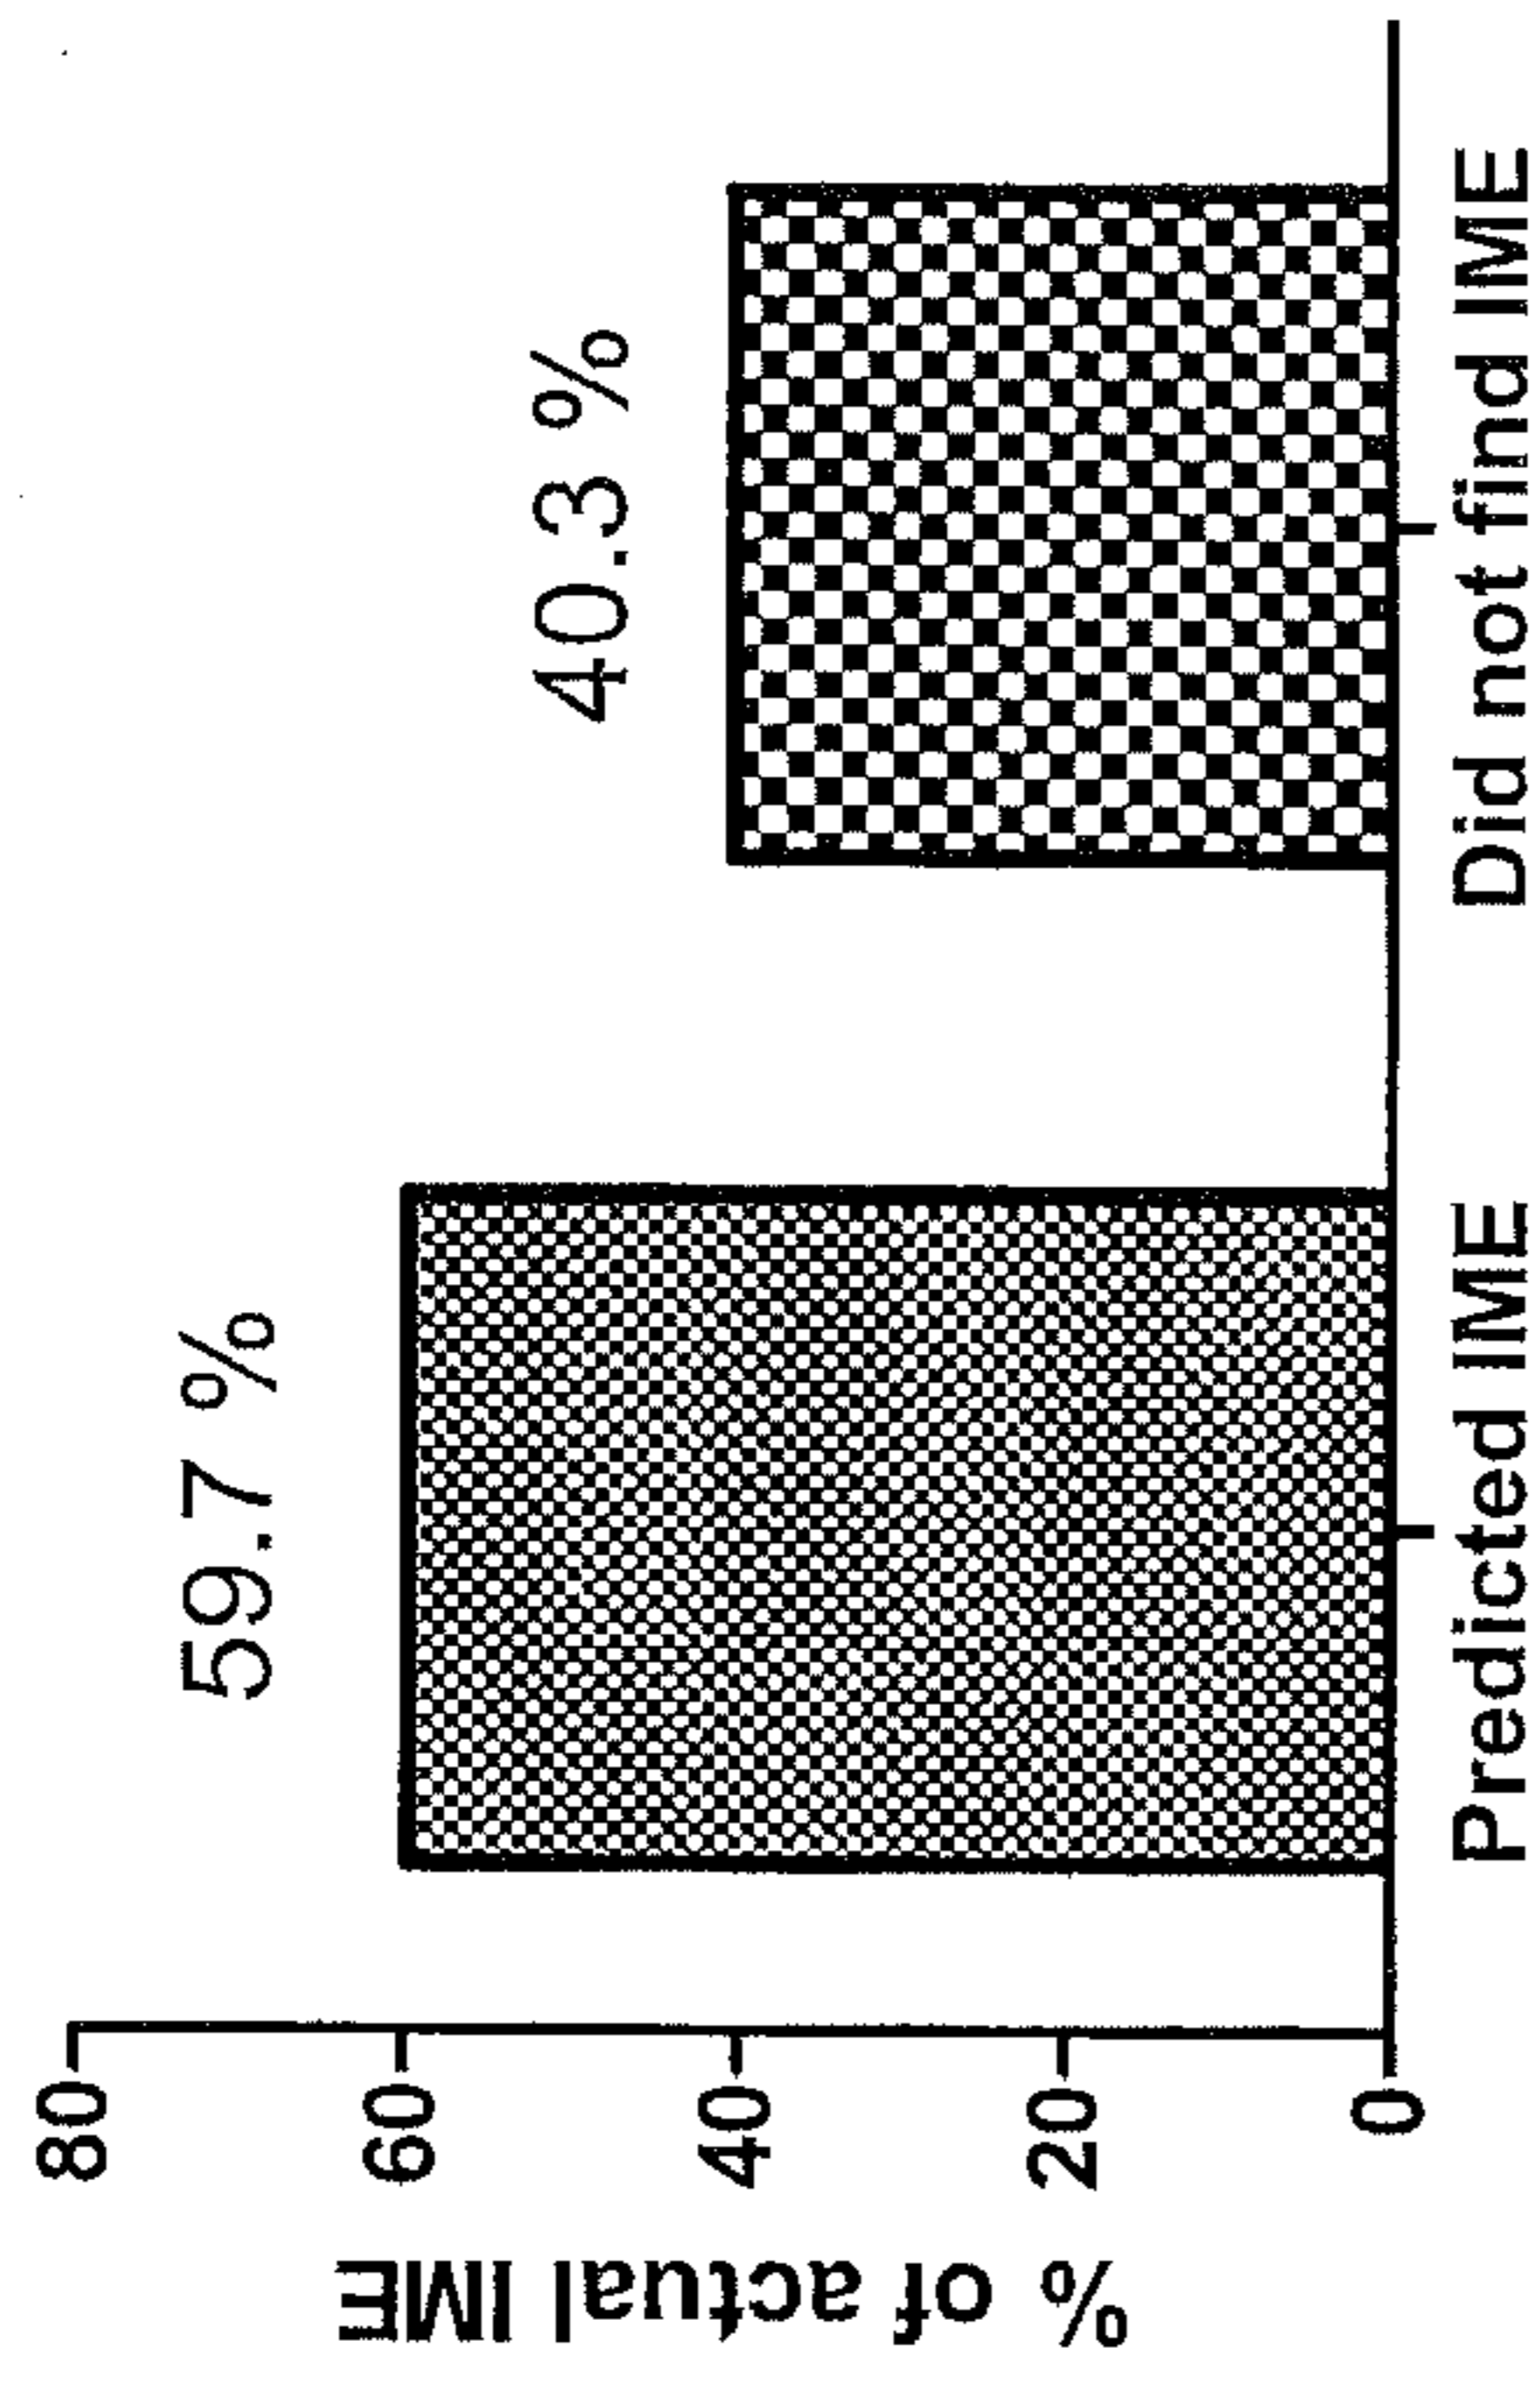 % of actual IME
80
60
40
20
0
59.7 %
40.3 %
Predicted IME
Did not find IME